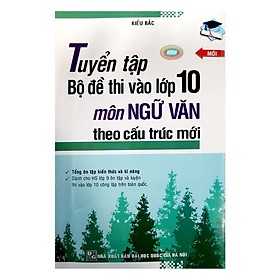 KIỀU BẮC
MỚI
Tuyển tập
Bộ đề thi vào lớp 10
môn NGỮ VĂN
theo cấu trúc mới
Tổng ôn tập kiến thức và kĩ năng
Dành cho HS lớp 9 ôn tập và luyện
thi vào lớp 10 công lập trên toàn quốc.
NHÀ XUẤT BẢN ĐẠI HỌC QUỐC GIA HÀ NỘI